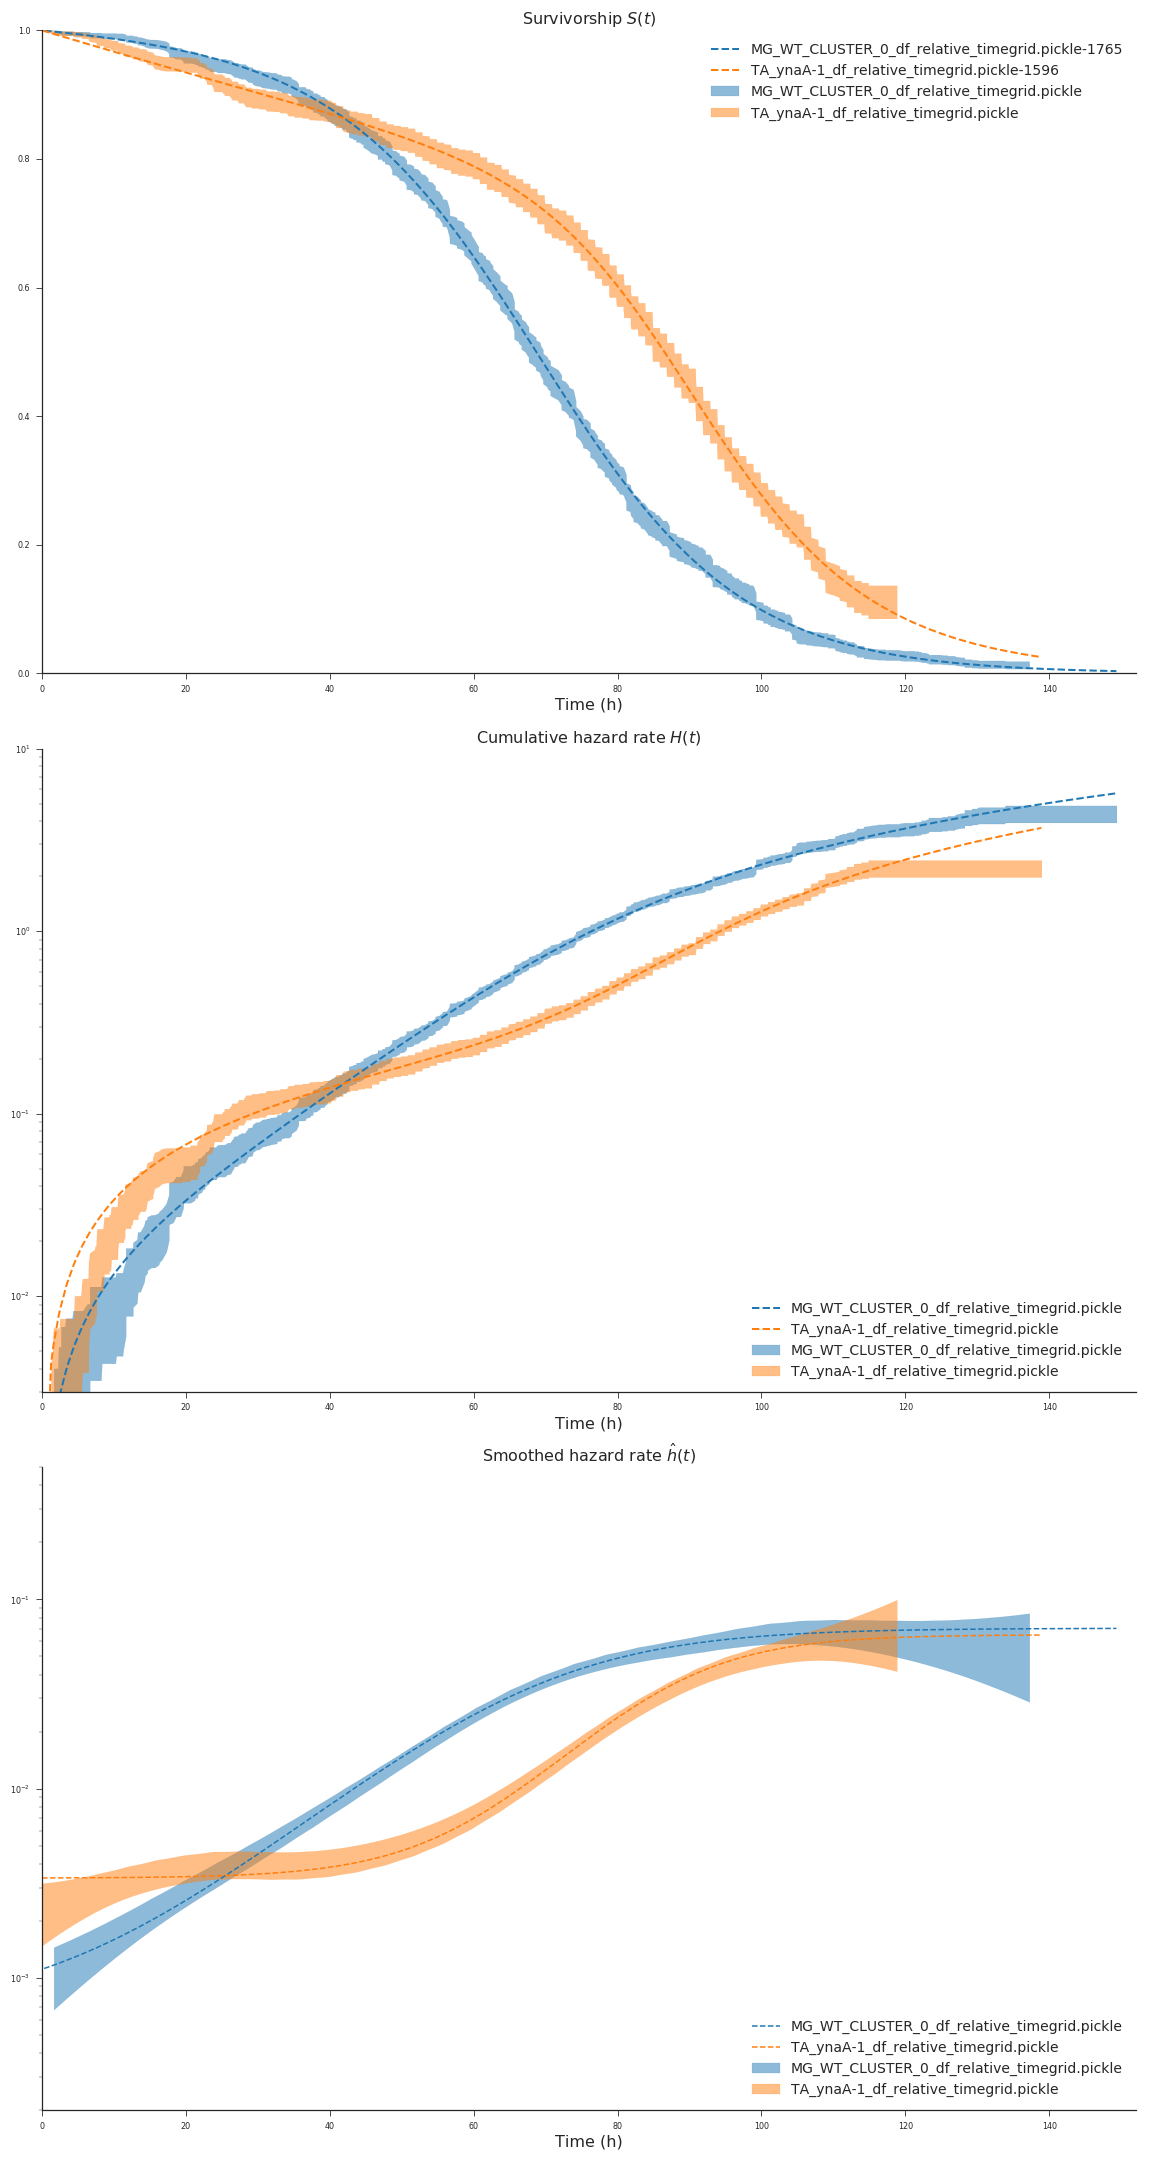 Survivorship S(t)
1.0
MG_WT_CLUSTER_0_df_relative_timegrid.pickle-1765
TA_ynaA-1_df_relative_timegrid.pickle-1596
MG_WT_CLUSTER_0_df_relative_timegrid.pickle
TA_ynaA-1_df_relative_timegrid.pickle
0.8
0.6
0.4
0.2
0.0
0 20 40 60 80 100 120 140
Time (h)
Cumulative hazard rate H(t)
10¹
10⁰
10⁻¹
10⁻²
MG_WT_CLUSTER_0_df_relative_timegrid.pickle
TA_ynaA-1_df_relative_timegrid.pickle
MG_WT_CLUSTER_0_df_relative_timegrid.pickle
TA_ynaA-1_df_relative_timegrid.pickle
0 20 40 60 80 100 120 140
Time (h)
Smoothed hazard rate ĥ(t)
10⁻¹
10⁻²
10⁻³
MG_WT_CLUSTER_0_df_relative_timegrid.pickle
TA_ynaA-1_df_relative_timegrid.pickle
MG_WT_CLUSTER_0_df_relative_timegrid.pickle
TA_ynaA-1_df_relative_timegrid.pickle
0 20 40 60 80 100 120 140
Time (h)